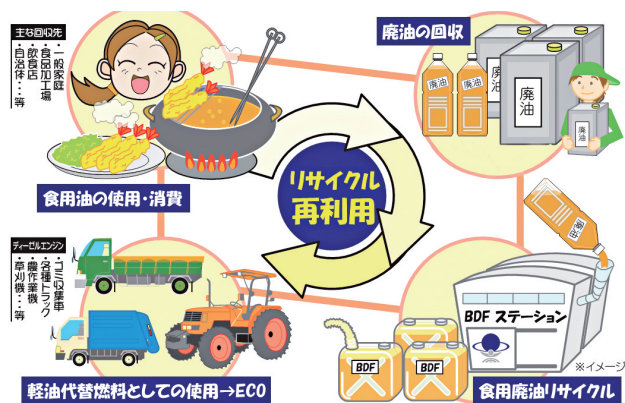 主な回収先
・一般家庭
・食品加工場
・飲食店
・自治体・・・等
食用油の使用・消費
廃油の回収
廃油
廃油
廃油
廃油
廃油
リサイクル
再利用
ディーゼルエンジン
・ゴミ収集車
・各種トラック
・農作業機
・草刈機・・・等
軽油代替燃料としての使用→ECO
廃油
BDF ステーション
BDF
BDF
BDF
※イメージ
食用廃油リサイクル